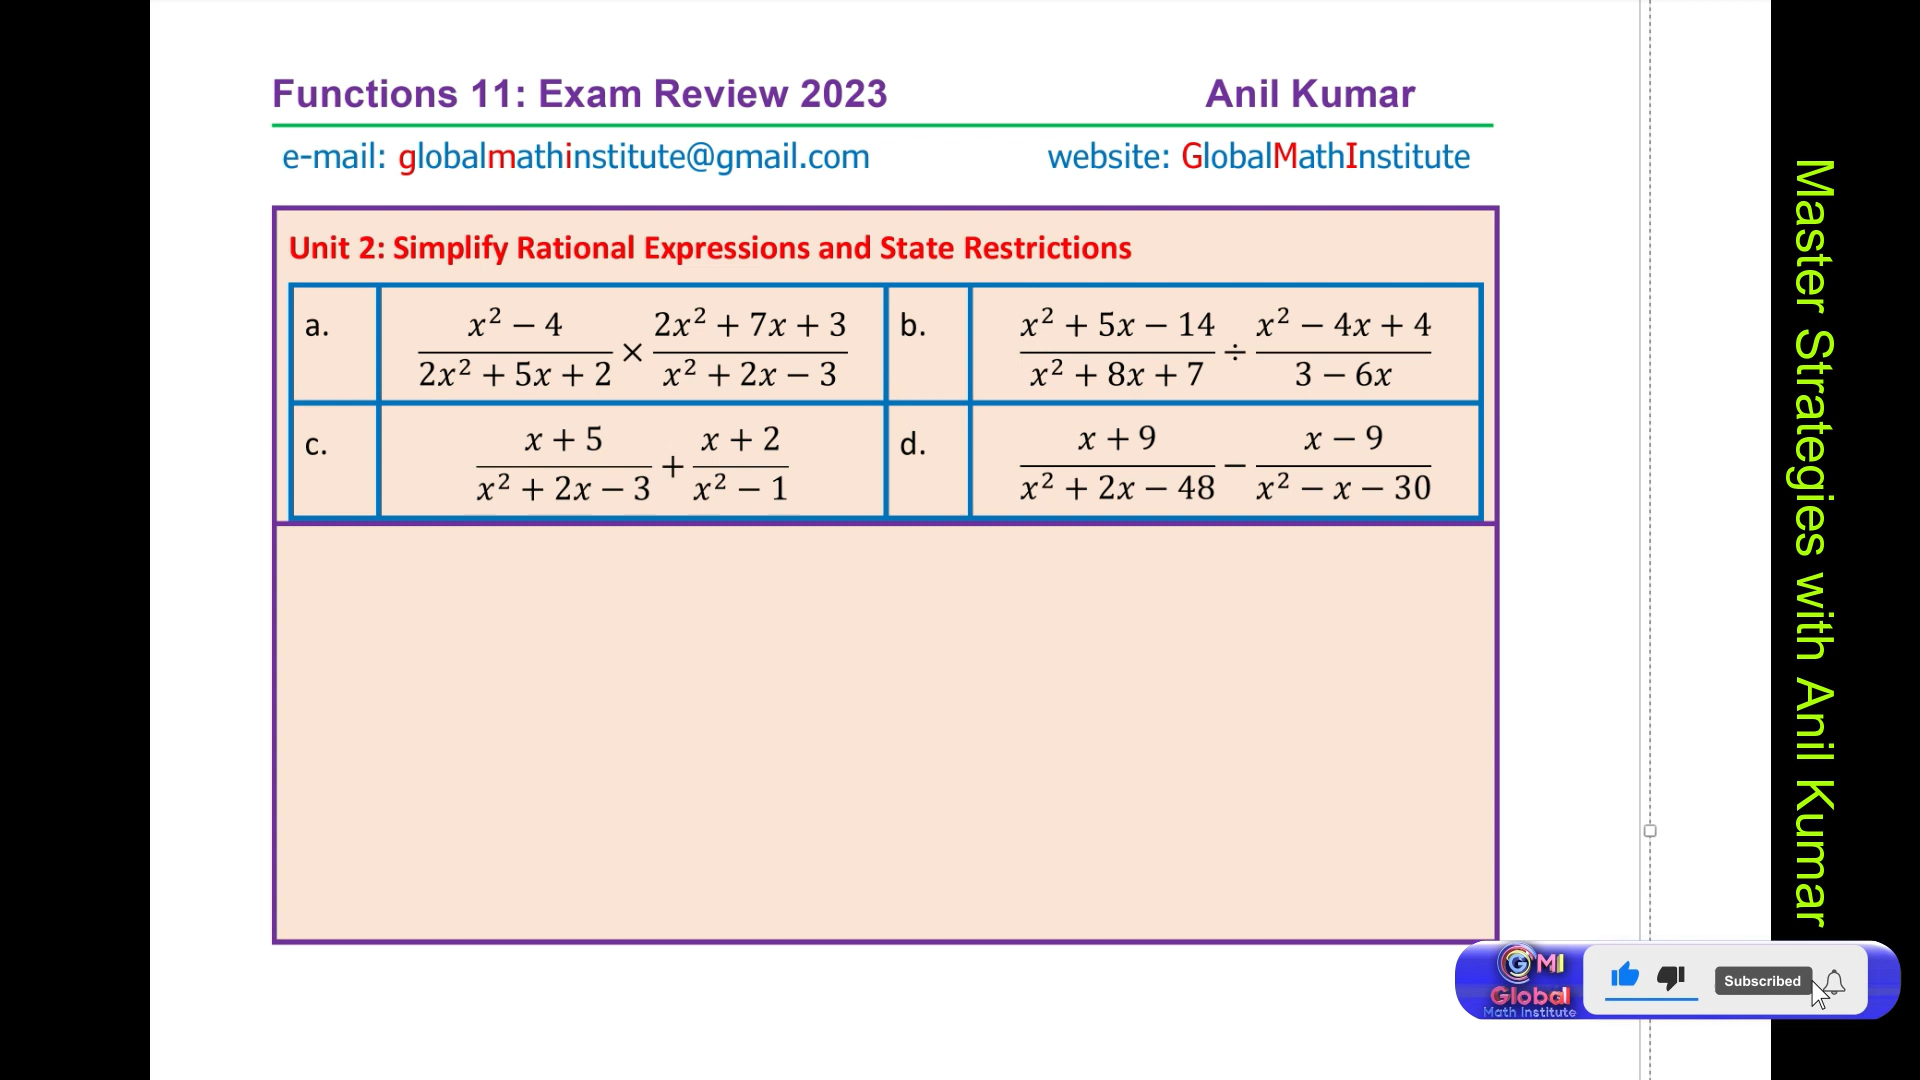 Functions 11: Exam Review 2023 Anil Kumar
e-mail: globalmathinstitute@gmail.com website: GlobalMathInstitute
Unit 2: Simplify Rational Expressions and State Restrictions
a. (x² − 4)/(2x² + 5x + 2) × (2x² + 7x + 3)/(x² + 2x − 3) b. (x² + 5x − 14)/(x² + 8x + 7) ÷ (x² − 4x + 4)/(3 − 6x)
c. (x + 5)/(x² + 2x − 3) + (x + 2)/(x² − 1) d. (x + 9)/(x² + 2x − 48) − (x − 9)/(x² − x − 30)
Master Strategies with Anil Kumar
GMI
Global
Math Institute
Subscribed